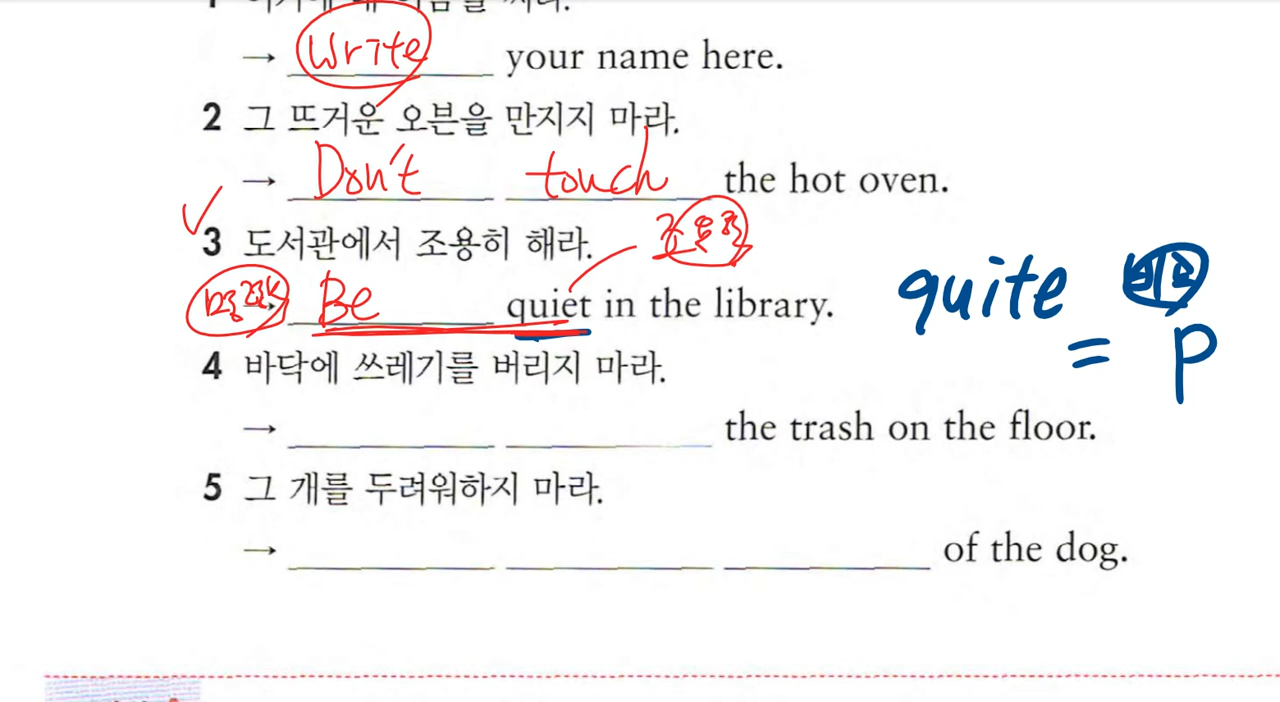 → Write your name here.
2 그 뜨거운 오븐을 만지지 마라.
→ Don't touch the hot oven.
3 도서관에서 조용히 해라.
→ Be quiet in the library.
quite
= p
4 바닥에 쓰레기를 버리지 마라.
→ the trash on the floor.
5 그 개를 두려워하지 마라.
→ of the dog.